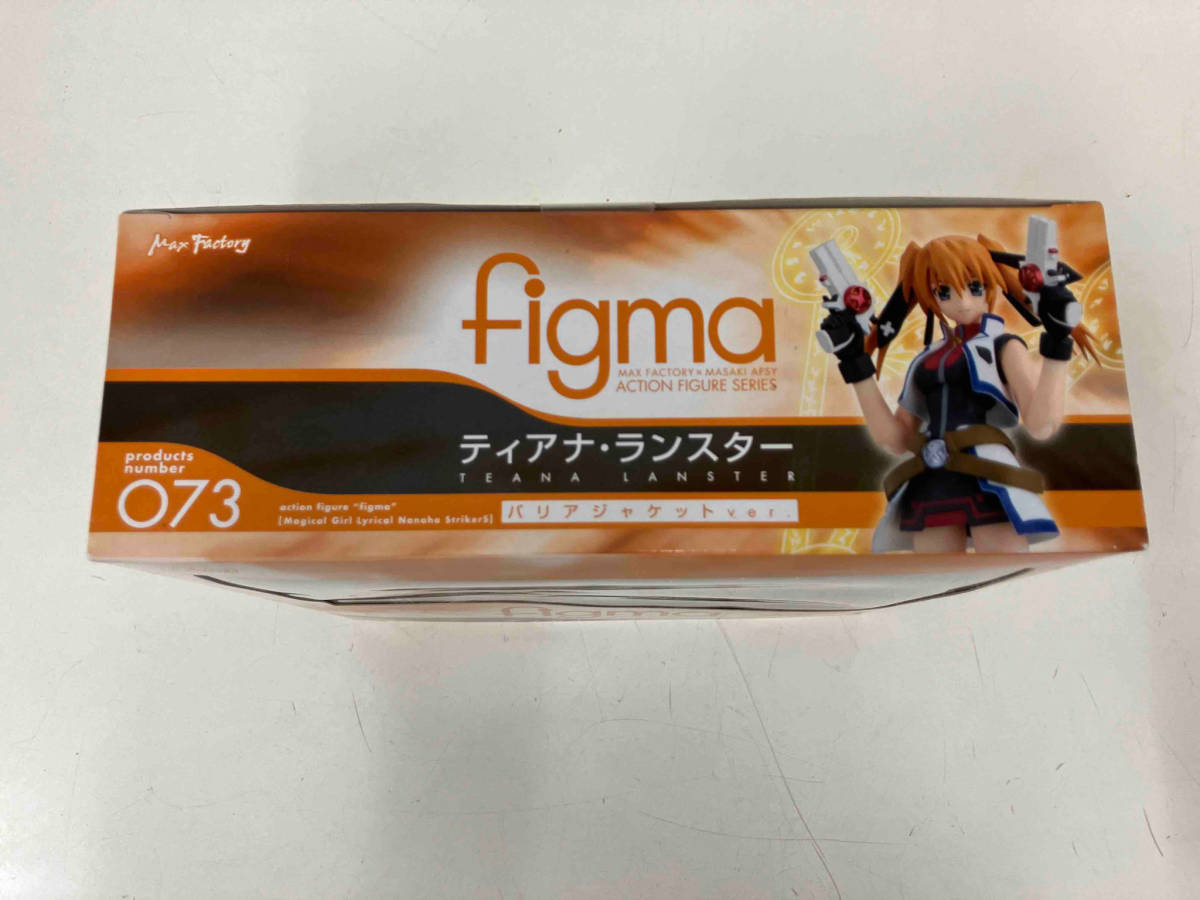 Max Factory
figma
MAX FACTORY × MASAKI APSY
ACTION FIGURE SERIES
ティアナ・ランスター
TEANA LANSTER
products
number
073
action figure "figma"
[Magical Girl Lyrical Nanoha StrikerS]
バリアジャケットver.
figma